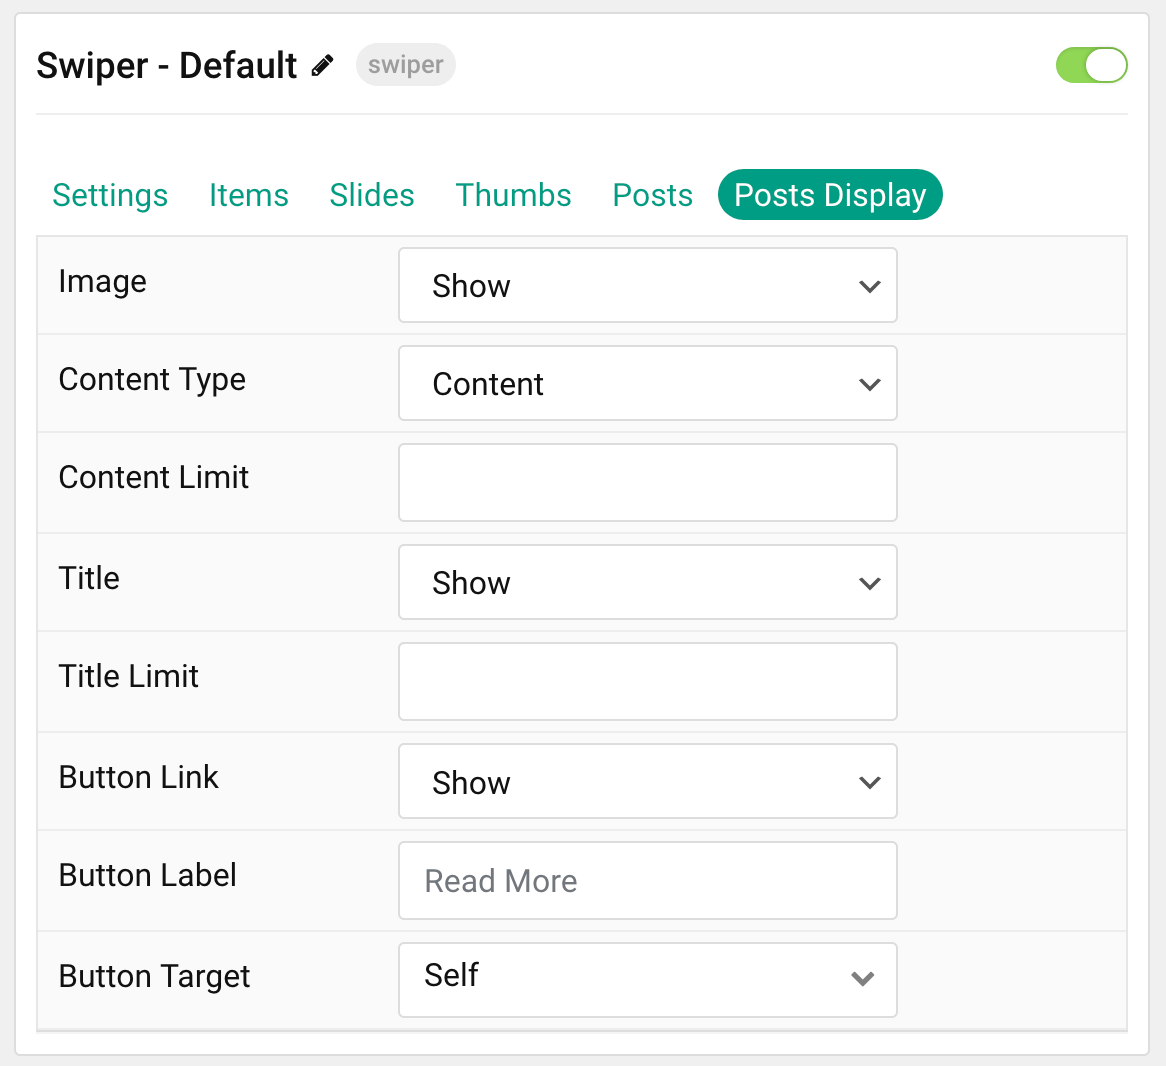 Swiper - Default swiper
Settings Items Slides Thumbs Posts Posts Display
Image Show
Content Type Content
Content Limit
Title Show
Title Limit
Button Link Show
Button Label Read More
Button Target Self